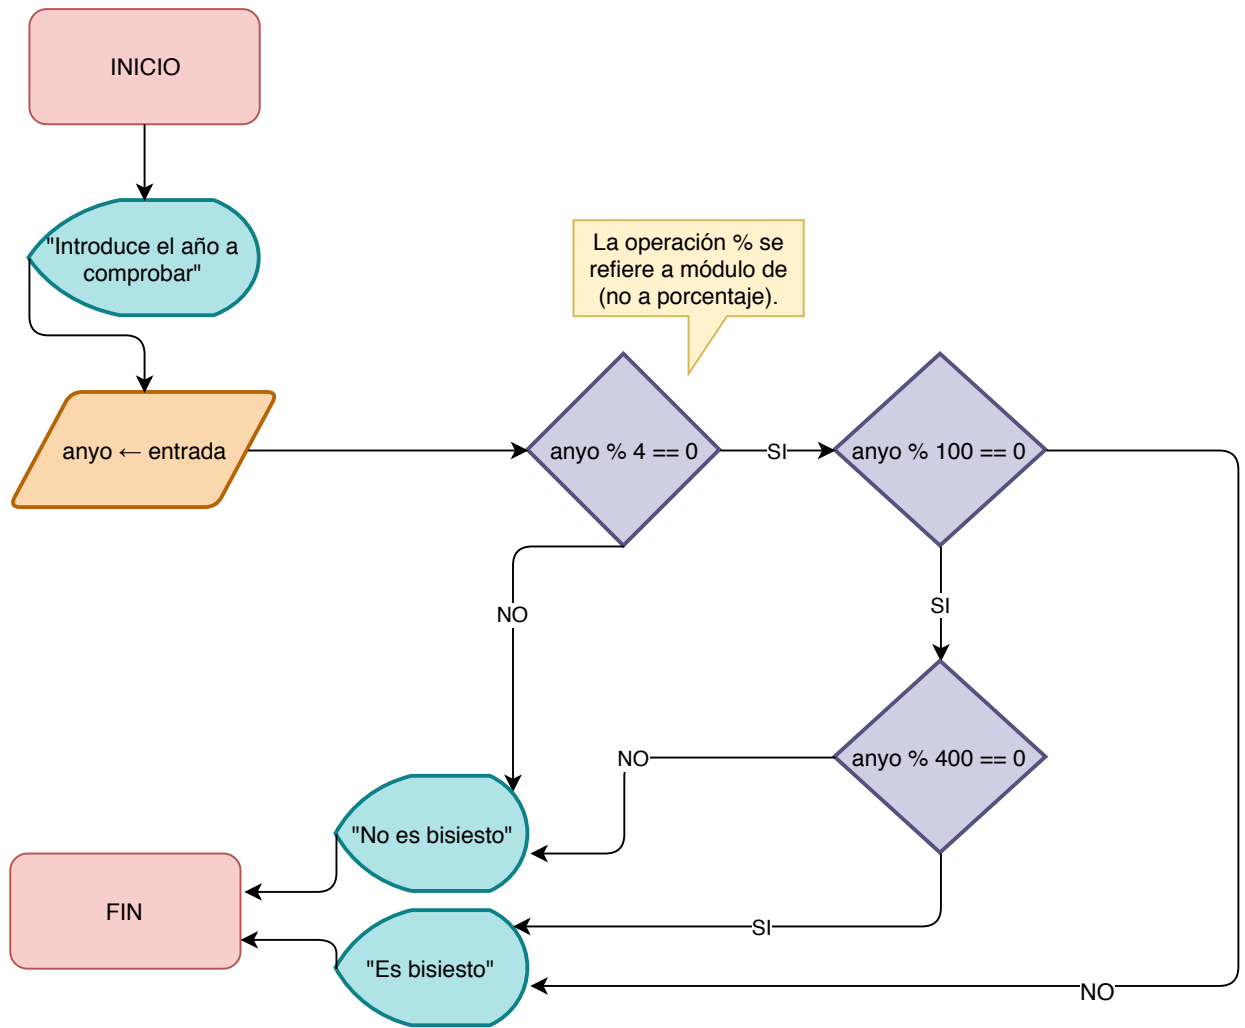 INICIO
"Introduce el año a
comprobar"
La operación % se
refiere a módulo de
(no a porcentaje).
anyo ← entrada
anyo % 4 == 0
SI
anyo % 100 == 0
NO
SI
NO
anyo % 400 == 0
"No es bisiesto"
FIN
SI
"Es bisiesto"
NO